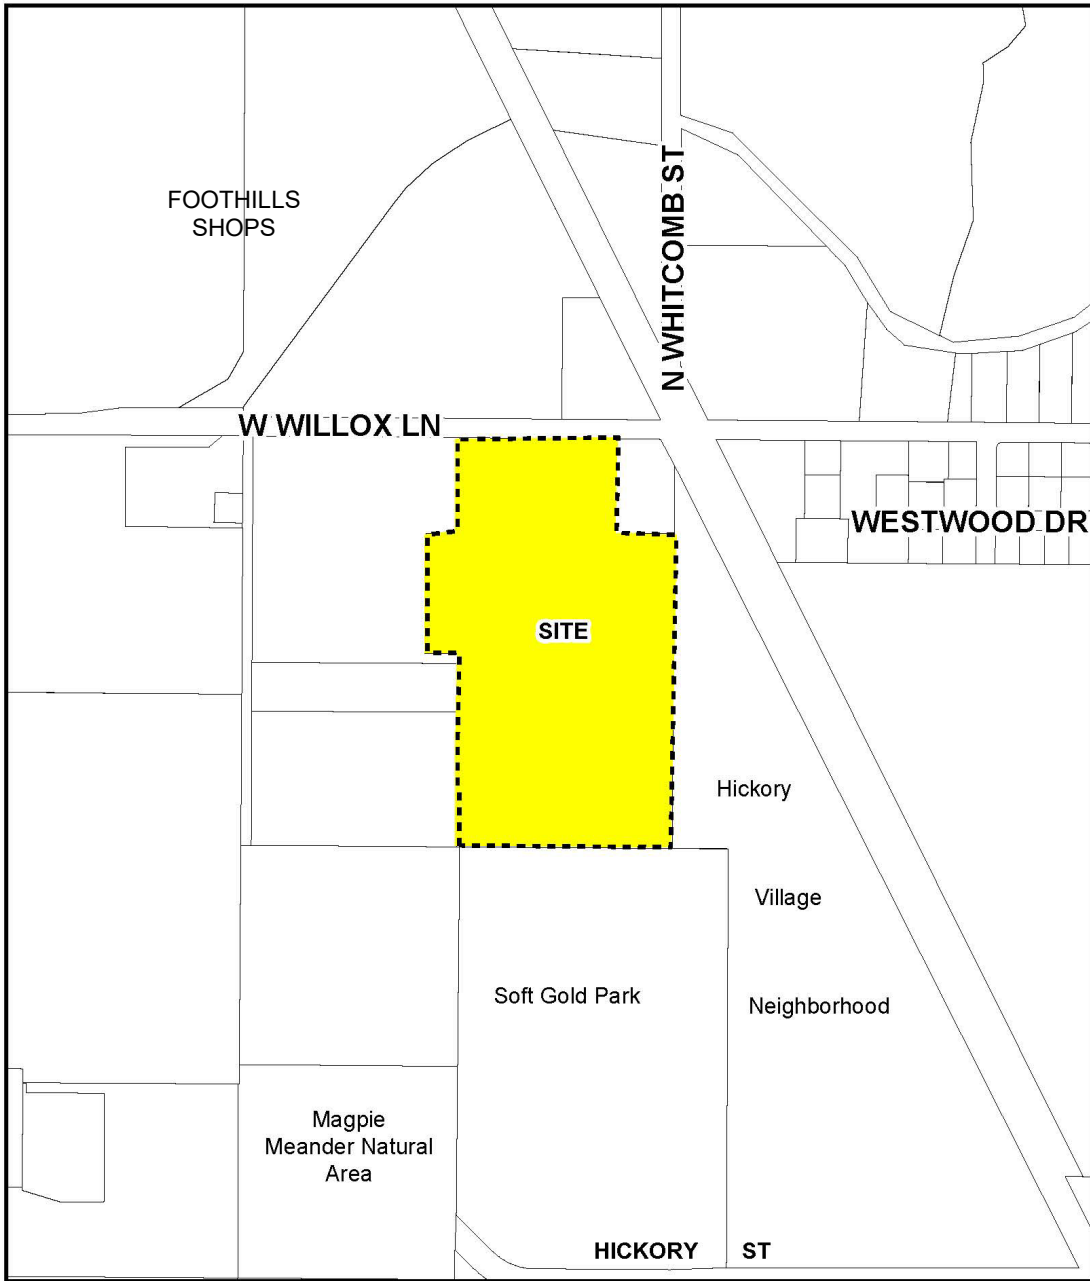 FOOTHILLS
SHOPS
N WHITCOMB ST
W WILLOX LN
WESTWOOD DR
SITE
Hickory
Village
Soft Gold Park
Neighborhood
Magpie
Meander Natural
Area
HICKORY ST